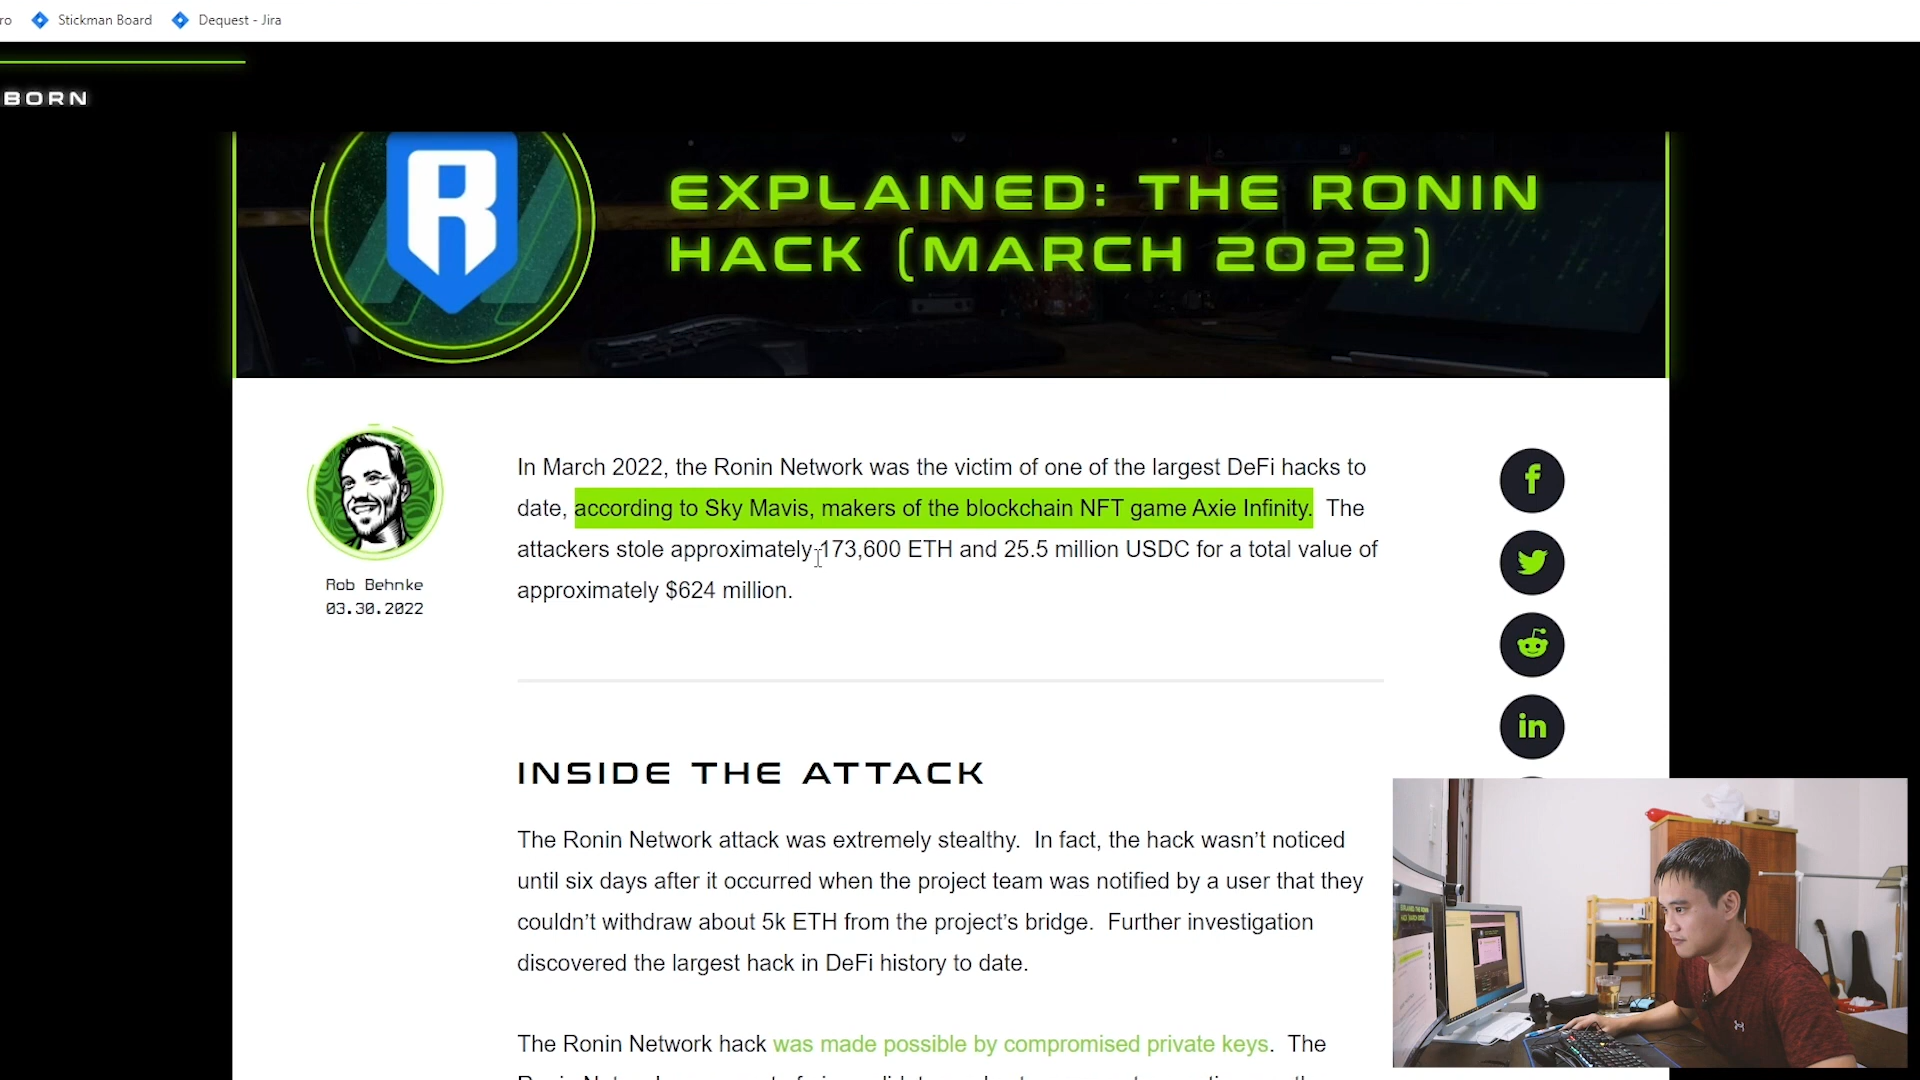 ro
Stickman Board
Dequest - Jira
BORN
EXPLAINED: THE RONIN
HACK (MARCH 2022)
Rob Behnke
03.30.2022
In March 2022, the Ronin Network was the victim of one of the largest DeFi hacks to
date, according to Sky Mavis, makers of the blockchain NFT game Axie Infinity. The
attackers stole approximately 173,600 ETH and 25.5 million USDC for a total value of
approximately $624 million.
INSIDE THE ATTACK
The Ronin Network attack was extremely stealthy. In fact, the hack wasn’t noticed
until six days after it occurred when the project team was notified by a user that they
couldn’t withdraw about 5k ETH from the project’s bridge. Further investigation
discovered the largest hack in DeFi history to date.
The Ronin Network hack was made possible by compromised private keys. The